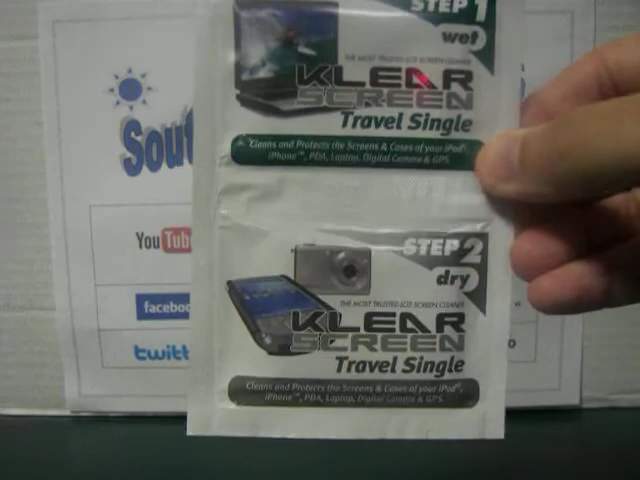 STEP 1
wet
THE MOST TRUSTED LCD SCREEN CLEANER
KLEAR
SCREEN
Travel Single
Cleans and Protects the Screens & Cases of your iPod®,
iPhone™, PDA, Laptop, Digital Camera & GPS
STEP 2
dry
THE MOST TRUSTED LCD SCREEN CLEANER
KLEAR
SCREEN
Travel Single
Cleans and Protects the Screens & Cases of your iPod®,
iPhone™, PDA, Laptop, Digital Camera & GPS
Sout
YouTub
facebo
twitt